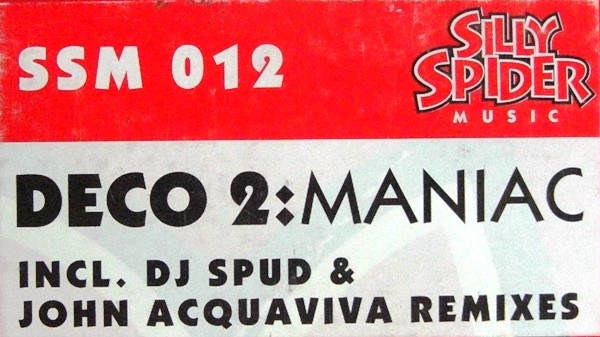 SSM 012
SILLY
SPIDER
MUSIC
DECO 2:MANIAC
INCL. DJ SPUD &
JOHN ACQUAVIVA REMIXES